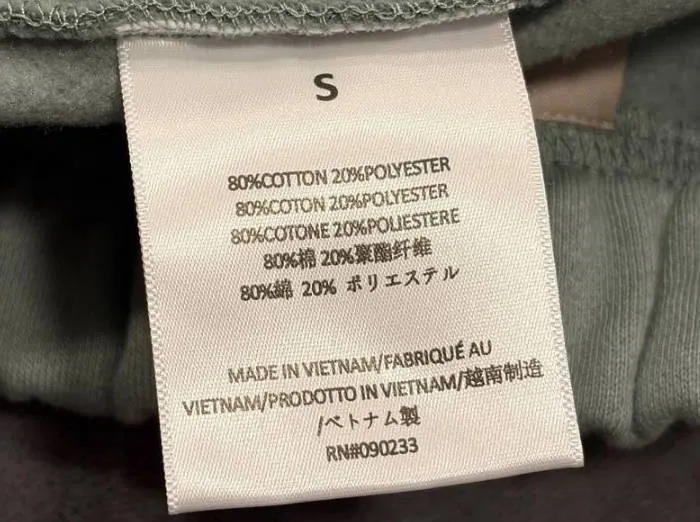 S
80%COTTON 20%POLYESTER
80%COTON 20%POLYESTER
80%COTONE 20%POLIESTERE
80%棉 20%聚酯纤维
80%綿 20% ポリエステル
MADE IN VIETNAM/FABRIQUÉ AU
VIETNAM/PRODOTTO IN VIETNAM/越南制造
/ベトナム製
RN#090233